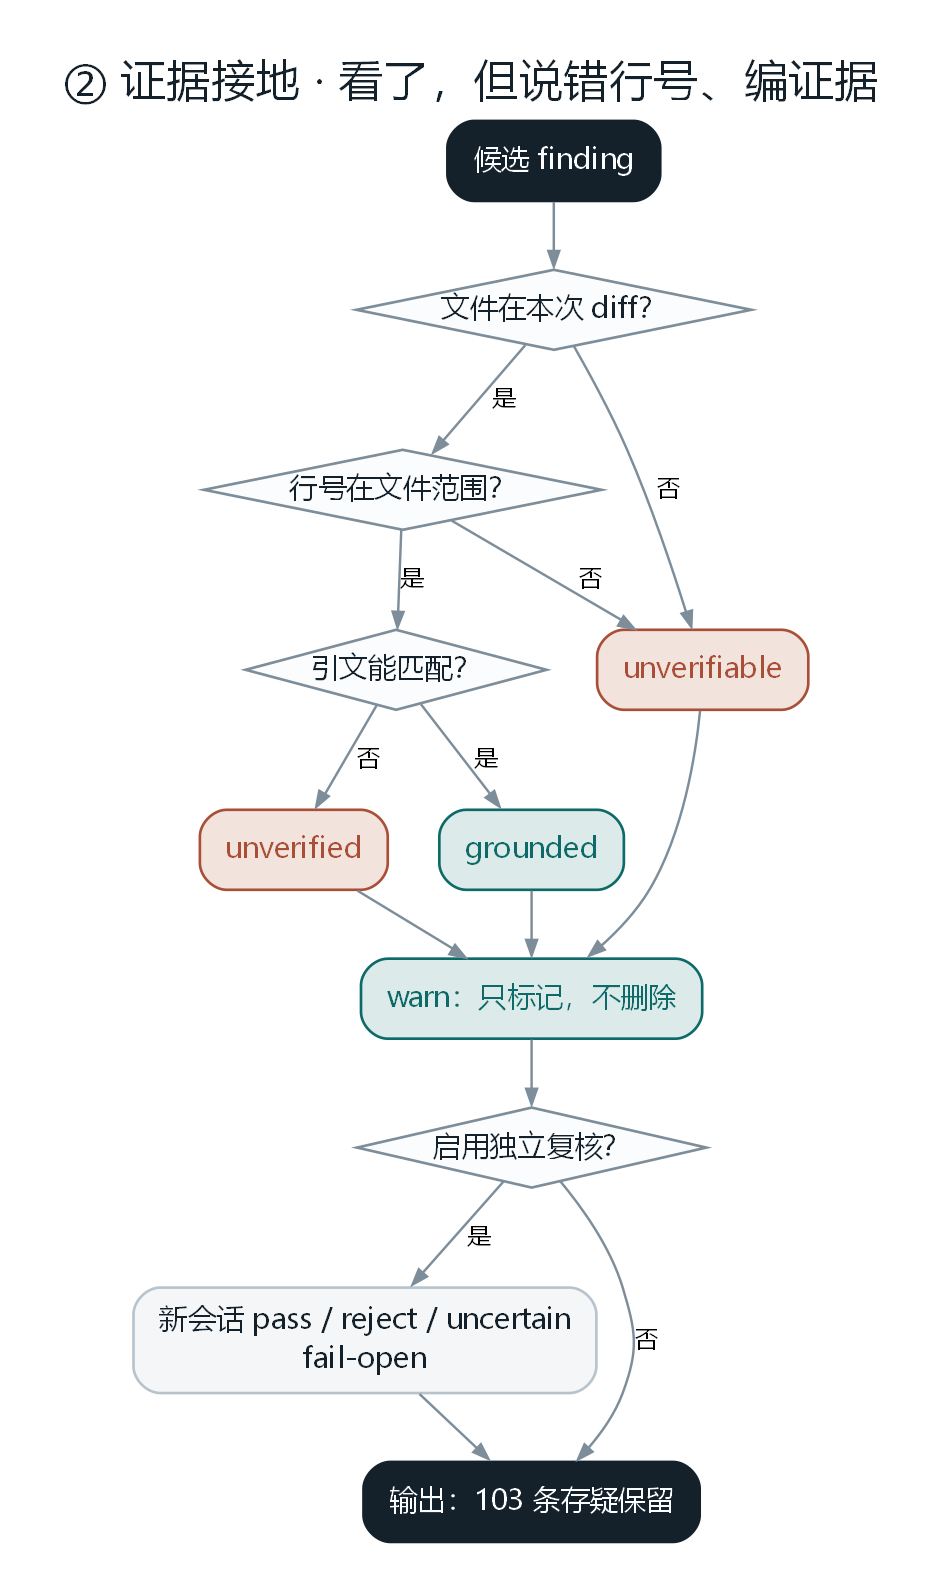 ② 证据接地 · 看了，但说错行号、编证据
候选 finding
文件在本次 diff？
是
否
行号在文件范围？
是
否
引文能匹配？
unverifiable
否
是
unverified
grounded
warn：只标记，不删除
启用独立复核？
是
否
新会话 pass / reject / uncertain
fail-open
输出：103 条存疑保留